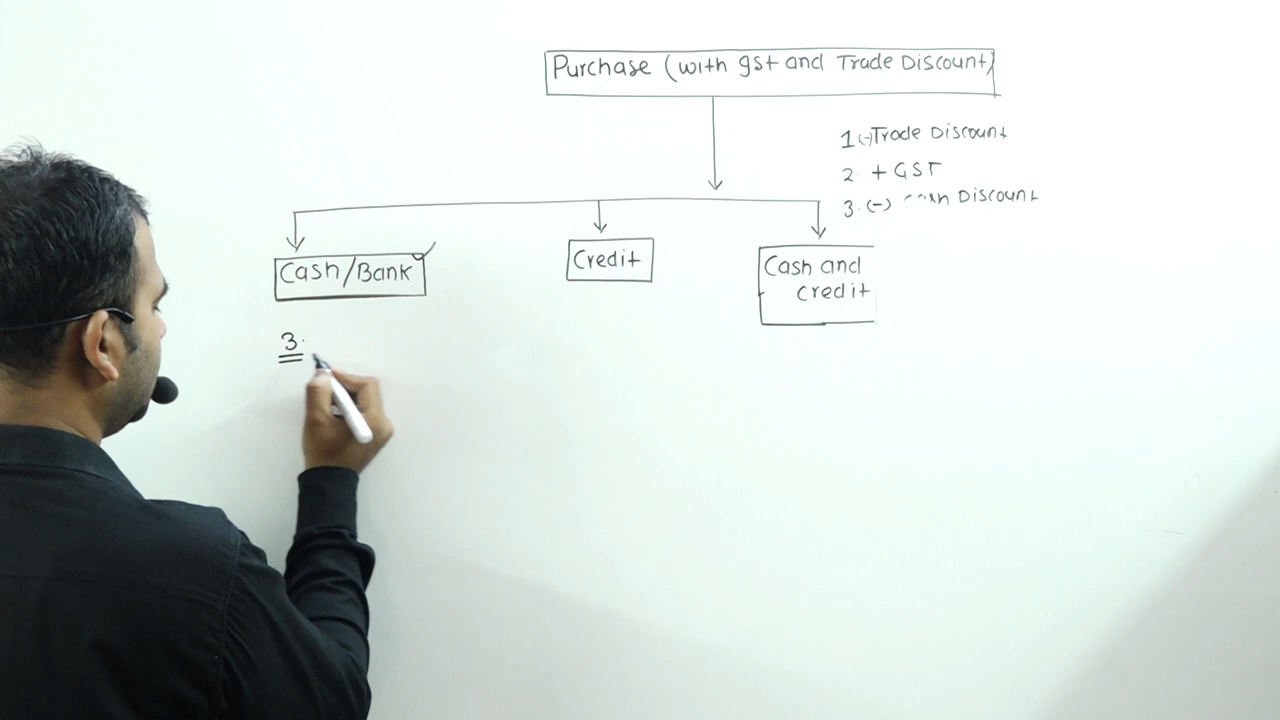 Purchase (with gst and Trade Discount)
1(-)Trade Discount
2. + GST
3. (-) Discount
Cash/Bank
Credit
Cash and
credit
3.